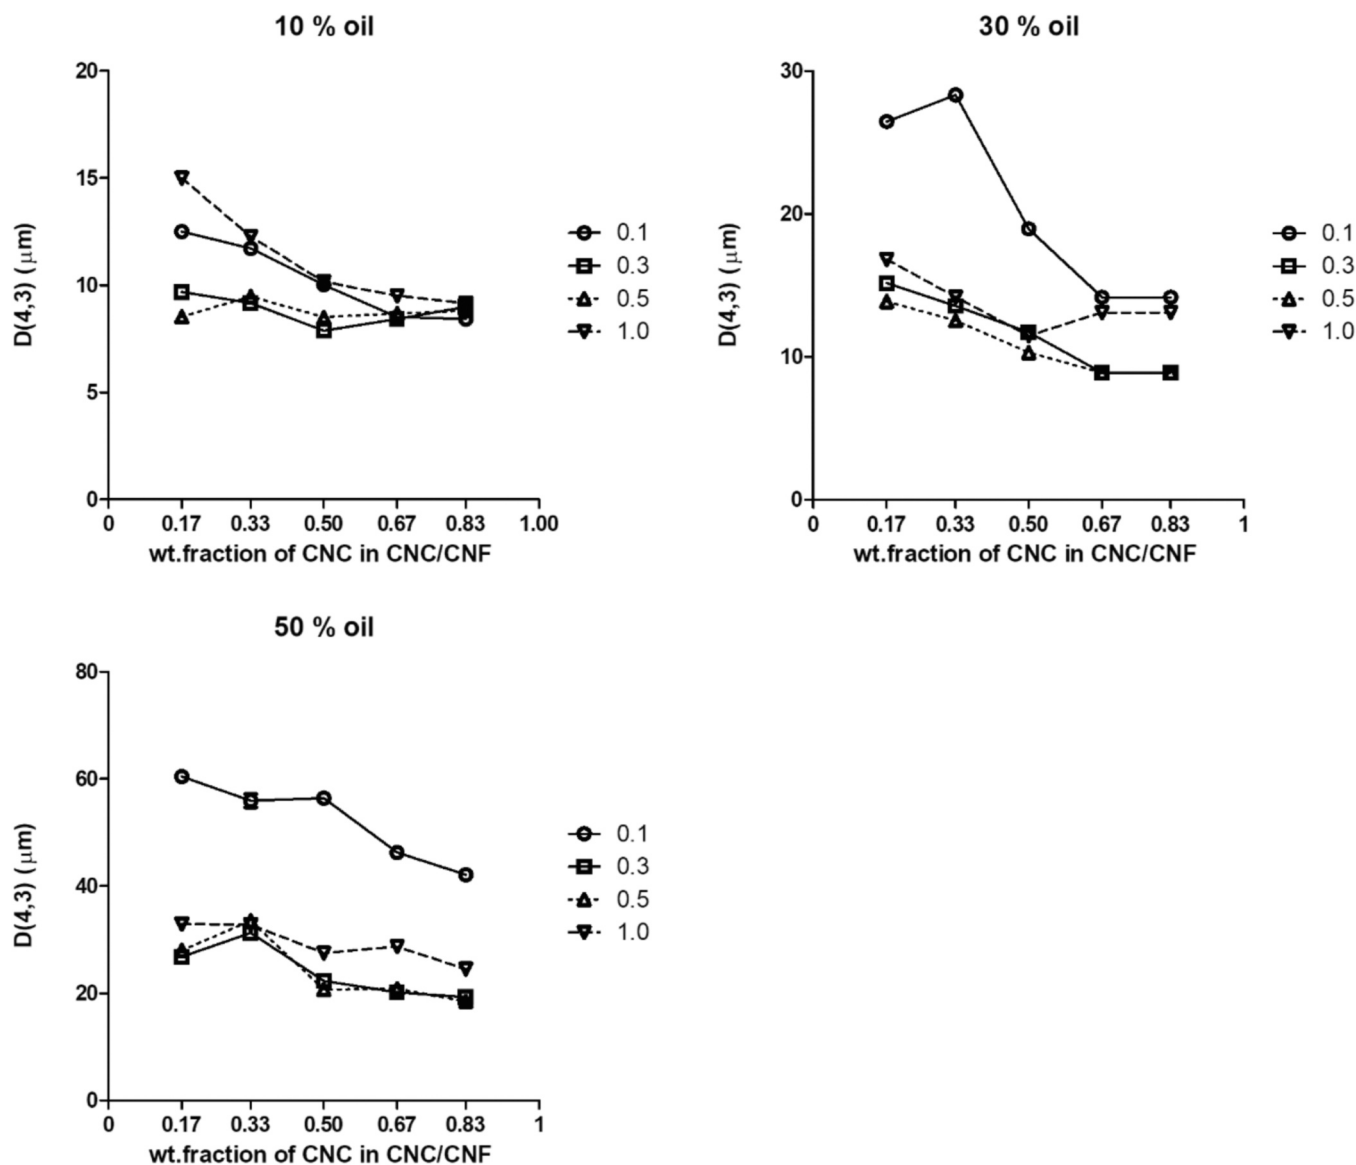 10 % oil
20
15
10
5
0
D(4,3) (μm)
0 0.17 0.33 0.50 0.67 0.83 1.00
wt.fraction of CNC in CNC/CNF
0.1
0.3
0.5
1.0
30 % oil
30
20
10
0
D(4,3) (μm)
0 0.17 0.33 0.50 0.67 0.83 1
wt.fraction of CNC in CNC/CNF
0.1
0.3
0.5
1.0
50 % oil
80
60
40
20
0
D(4,3) (μm)
0 0.17 0.33 0.50 0.67 0.83 1
wt.fraction of CNC in CNC/CNF
0.1
0.3
0.5
1.0